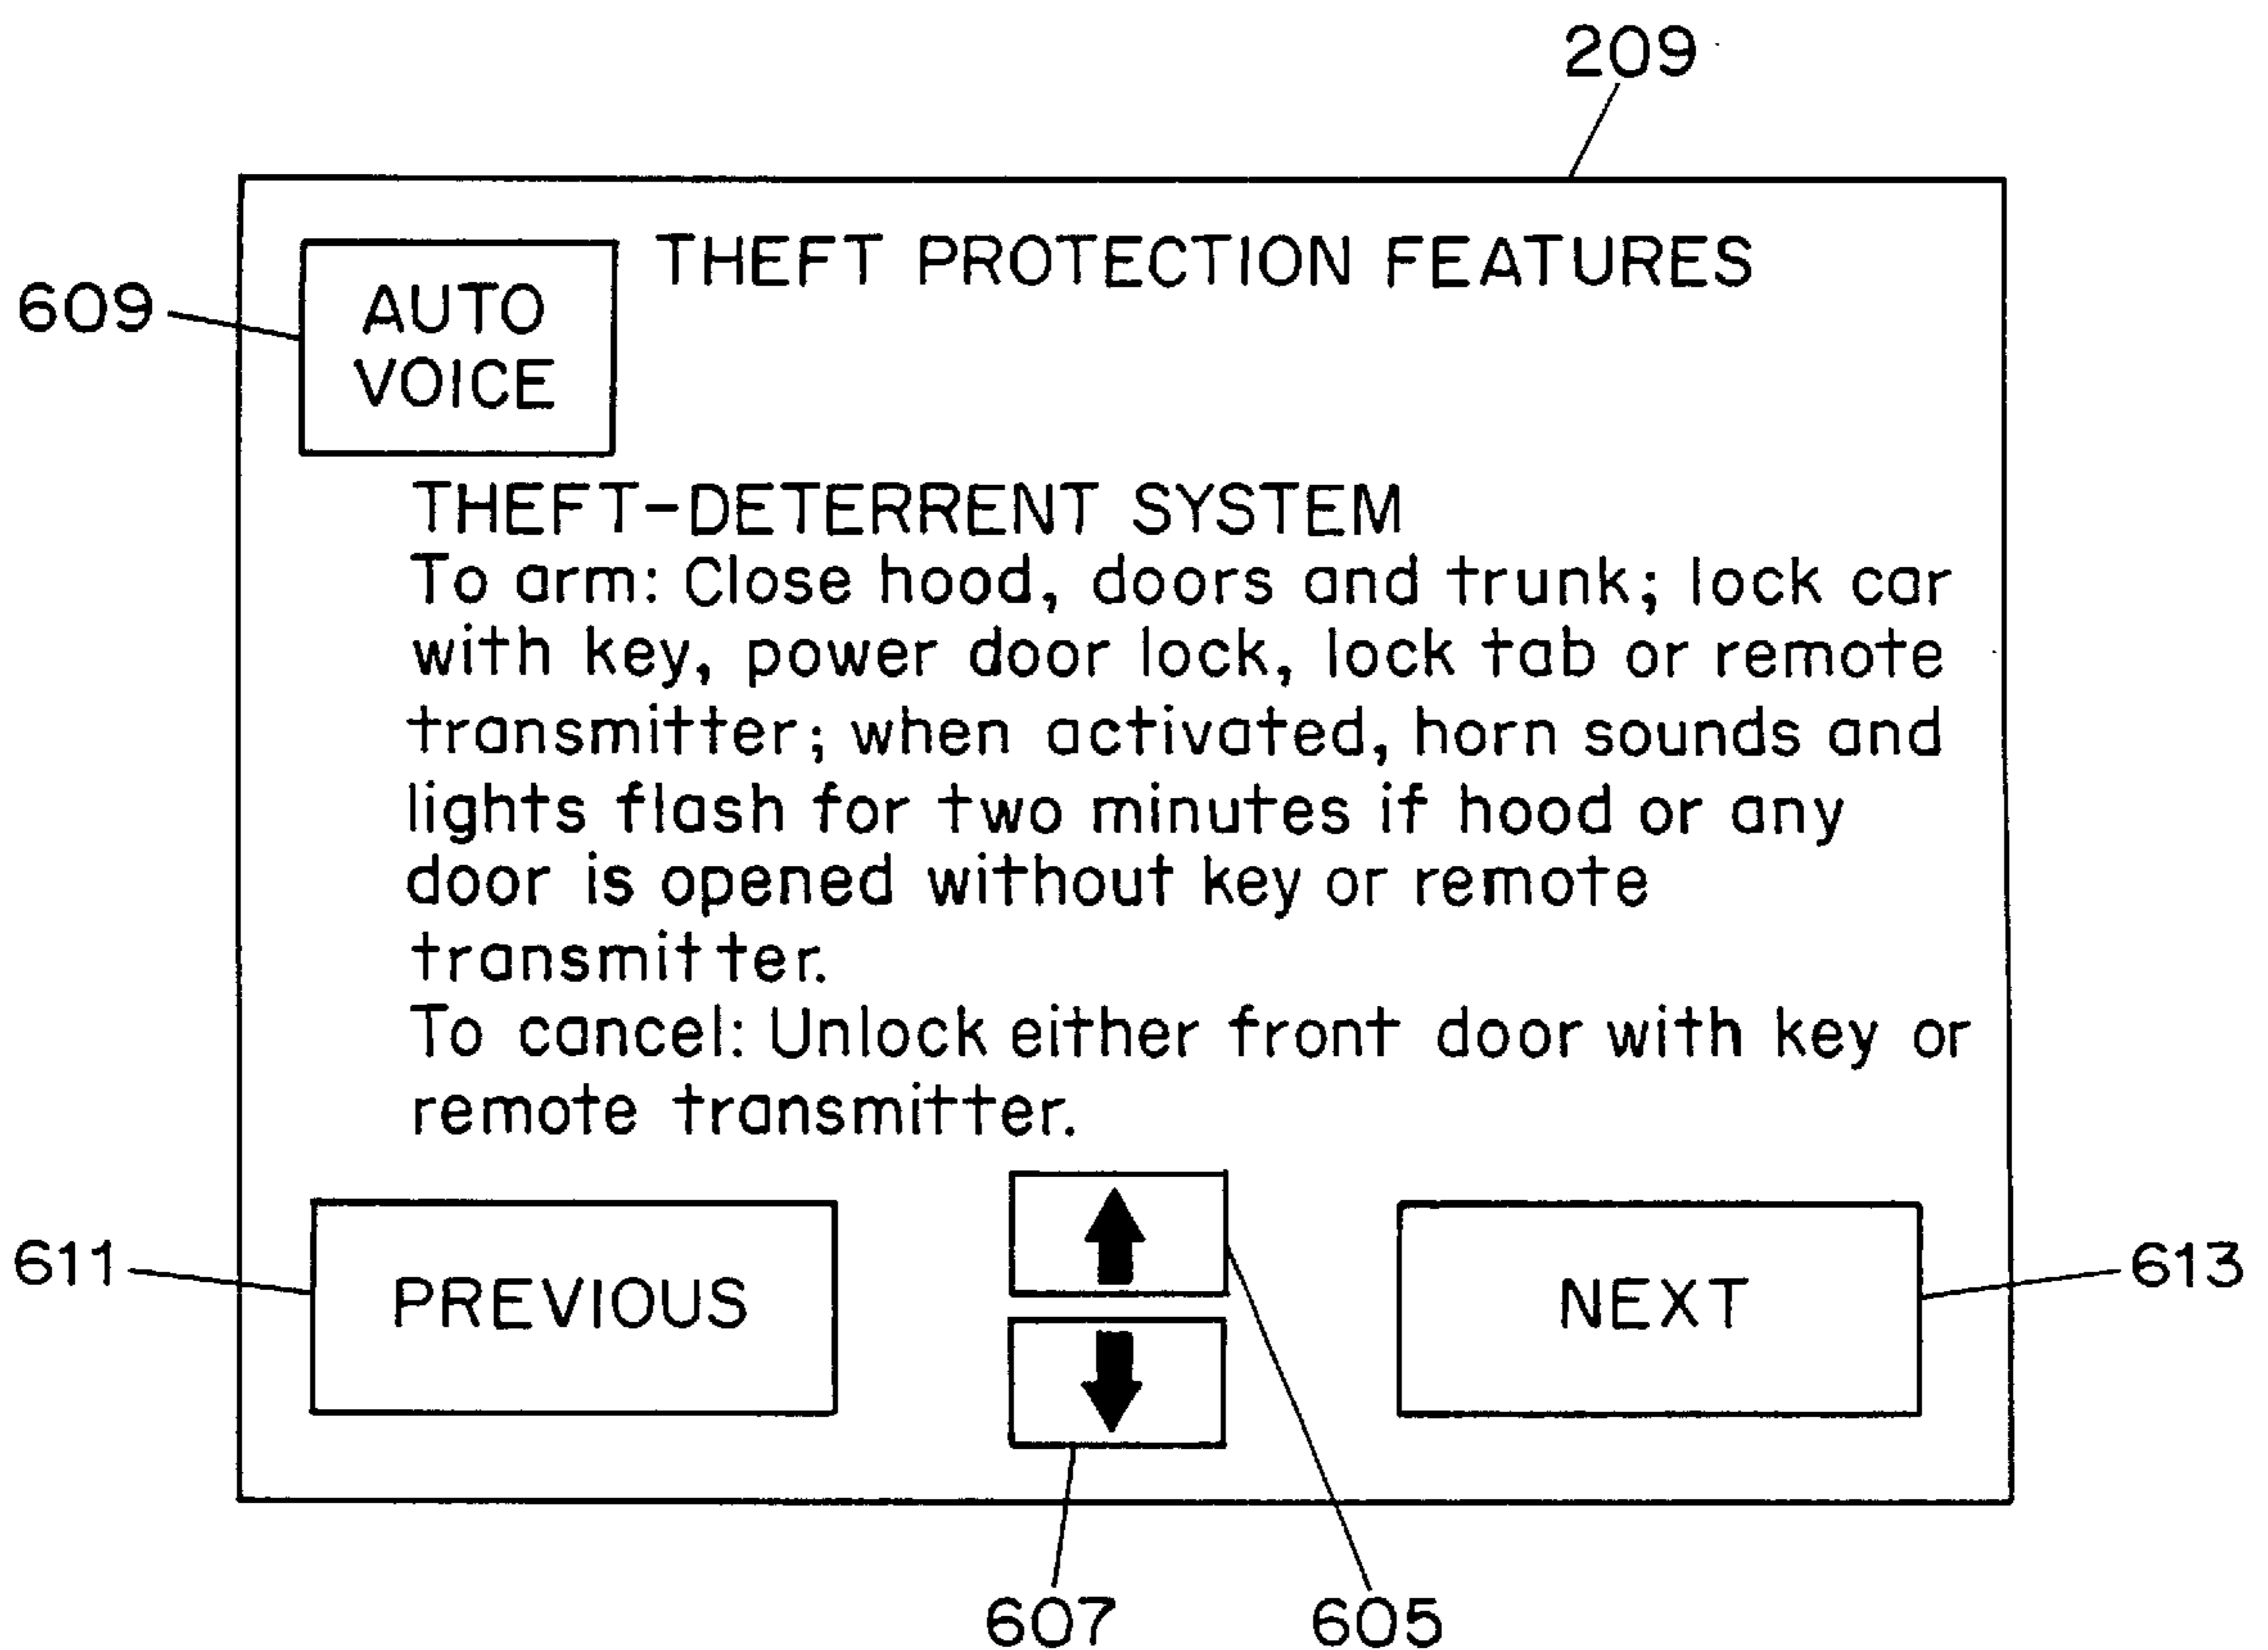 209
THEFT PROTECTION FEATURES
609
AUTO
VOICE
THEFT-DETERRENT SYSTEM
To arm: Close hood, doors and trunk; lock car
with key, power door lock, lock tab or remote
transmitter; when activated, horn sounds and
lights flash for two minutes if hood or any
door is opened without key or remote
transmitter.
To cancel: Unlock either front door with key or
remote transmitter.
611
PREVIOUS
NEXT
613
607
605